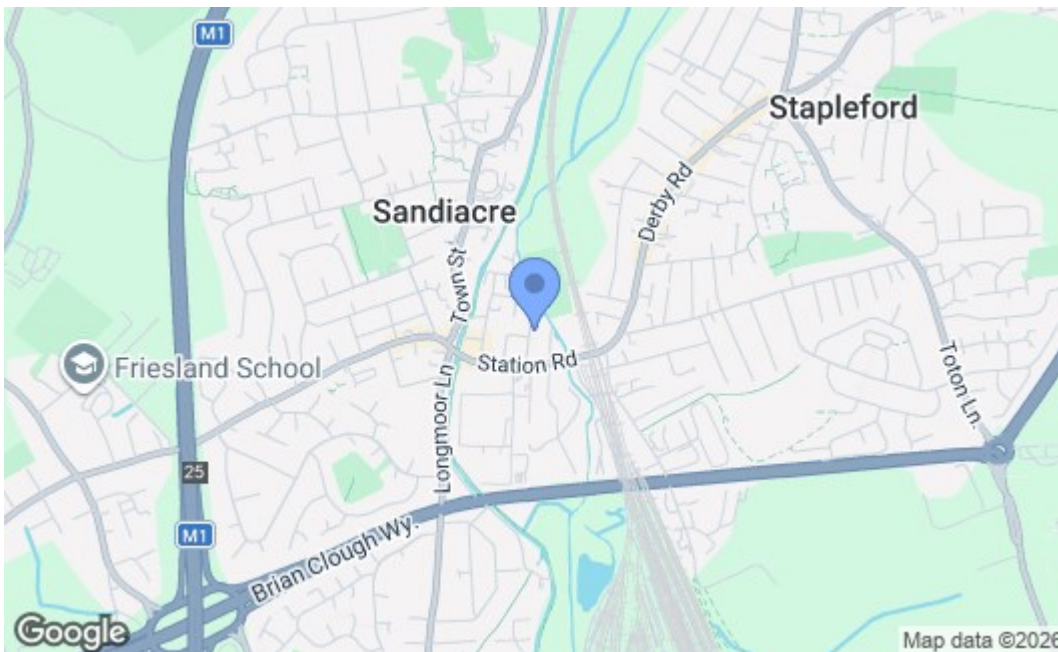 M1
Stapleford
Derby Rd
Sandiacre
Town St
Friesland School
Station Rd
Toton Ln.
Longmoor Ln
25
M1
Brian Clough Wy.
Google
Map data ©2026